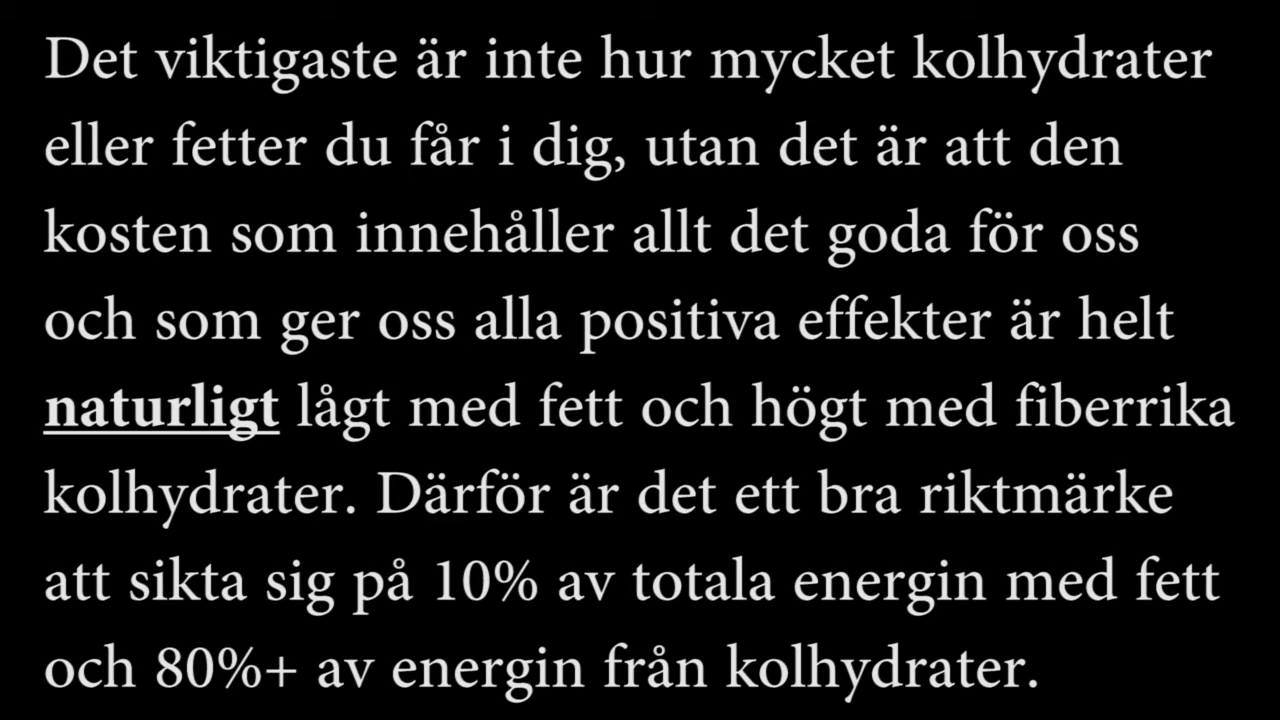 Det viktigaste är inte hur mycket kolhydrater
eller fetter du får i dig, utan det är att den
kosten som innehåller allt det goda för oss
och som ger oss alla positiva effekter är helt
naturligt lågt med fett och högt med fiberrika
kolhydrater. Därför är det ett bra riktmärke
att sikta sig på 10% av totala energin med fett
och 80%+ av energin från kolhydrater.